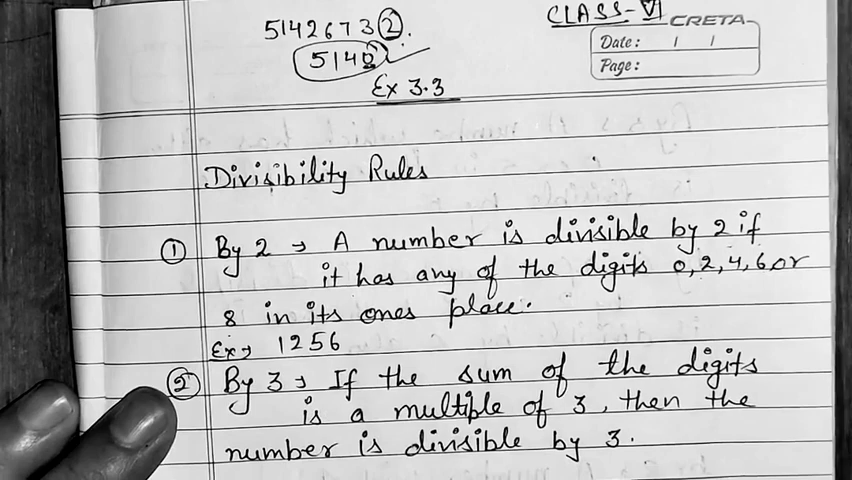 CLASS-VI
CRETA
51426732.
Date: / /
5140
Page:
Ex 3.3
Divisibility Rules
① By 2 → A number is divisible by 2 if
it has any of the digits 0, 2, 4, 6, or
8 in its ones place.
Ex → 1256
② By 3 → If the sum of the digits
is a multiple of 3, then the
number is divisible by 3.